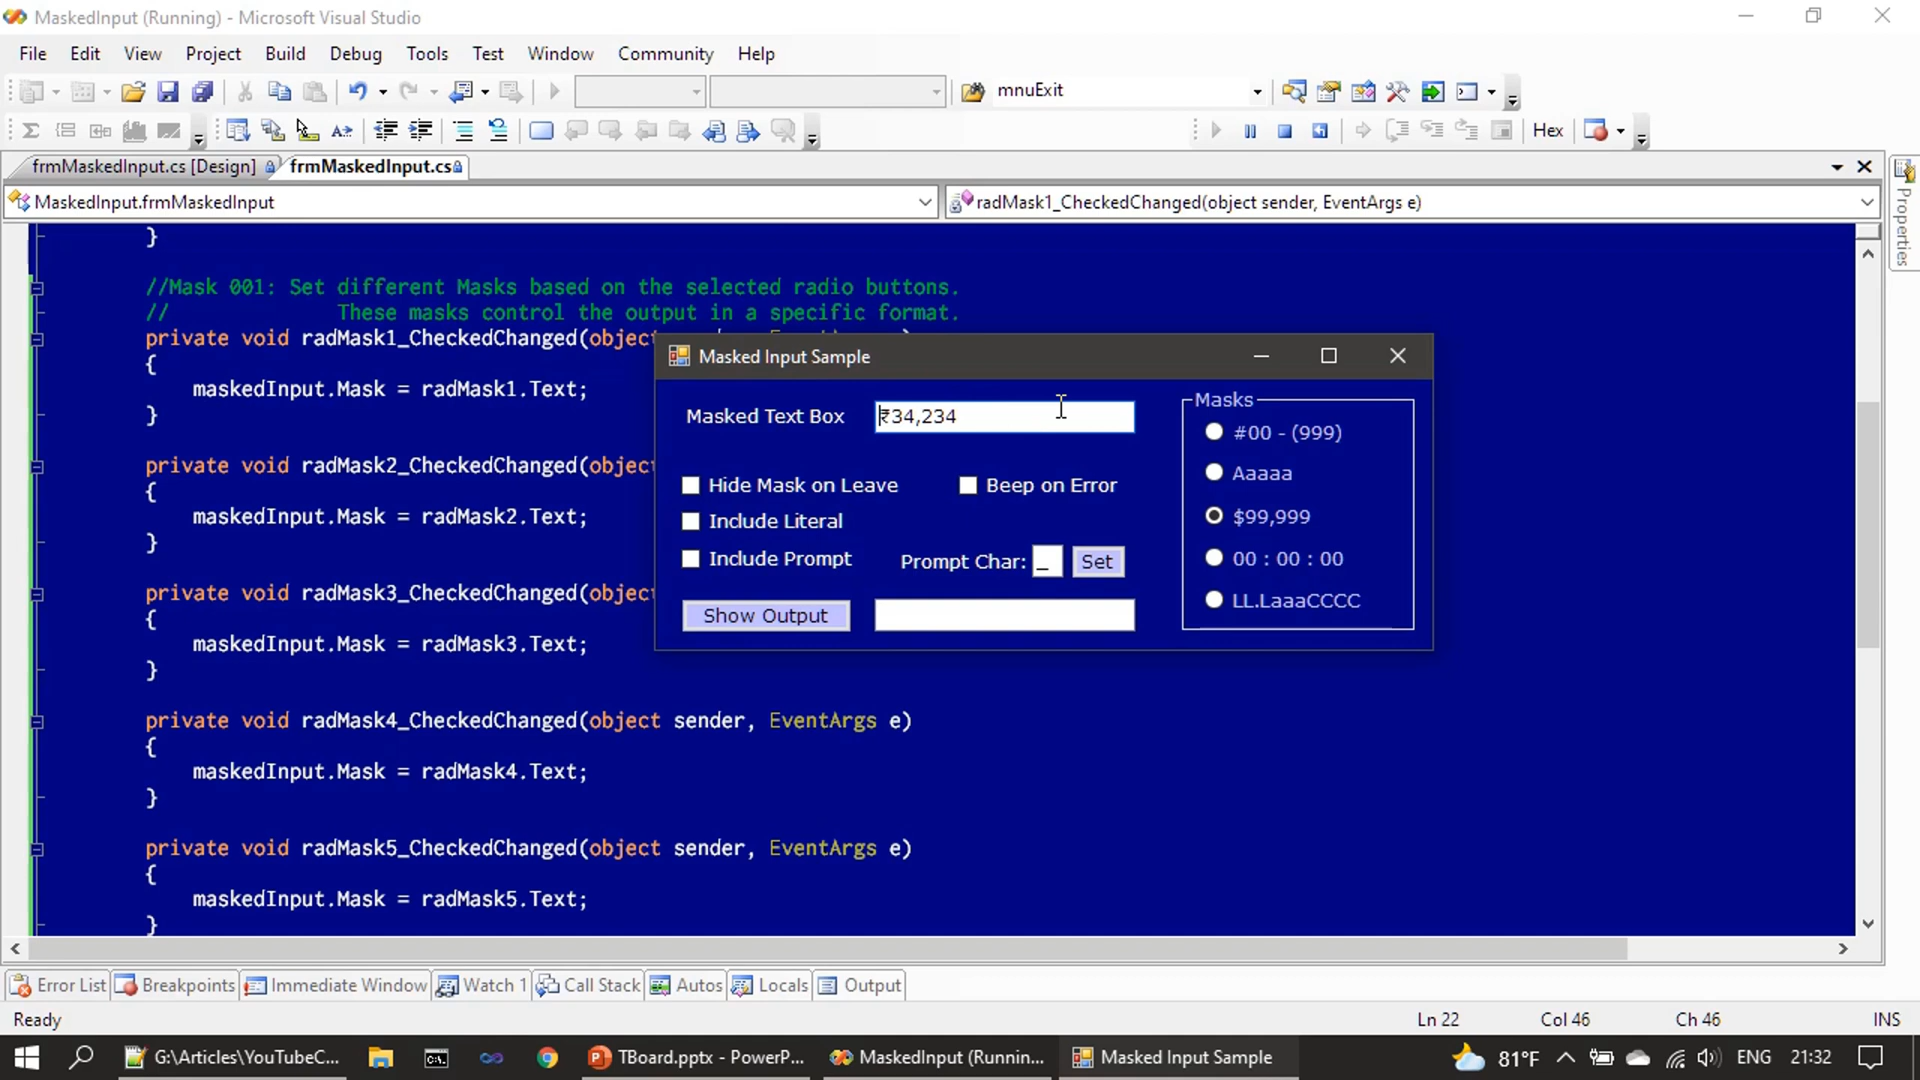 MaskedInput (Running) - Microsoft Visual Studio
File Edit View Project Build Debug Tools Test Window Community Help
mnuExit
Hex
frmMaskedInput.cs [Design] frmMaskedInput.cs
MaskedInput.frmMaskedInput radMask1_CheckedChanged(object sender, EventArgs e)
Properties
}
//Mask 001: Set different Masks based on the selected radio buttons.
// These masks control the output in a specific format.
private void radMask1_CheckedChanged(object
{
maskedInput.Mask = radMask1.Text;
}
private void radMask2_CheckedChanged(object
{
maskedInput.Mask = radMask2.Text;
}
private void radMask3_CheckedChanged(object
{
maskedInput.Mask = radMask3.Text;
}
private void radMask4_CheckedChanged(object sender, EventArgs e)
{
maskedInput.Mask = radMask4.Text;
}
private void radMask5_CheckedChanged(object sender, EventArgs e)
{
maskedInput.Mask = radMask5.Text;
}
Masked Input Sample
Masked Text Box ₹34,234
Hide Mask on Leave Beep on Error
Include Literal
Include Prompt Prompt Char: _ Set
Show Output
Masks
#00 - (999)
Aaaaa
$99,999
00 : 00 : 00
LL.LaaaCCCC
Error List Breakpoints Immediate Window Watch 1 Call Stack Autos Locals Output
Ready Ln 22 Col 46 Ch 46 INS
G:\Articles\YouTubeC... TBoard.pptx - PowerP... MaskedInput (Runnin... Masked Input Sample 81°F ENG 21:32